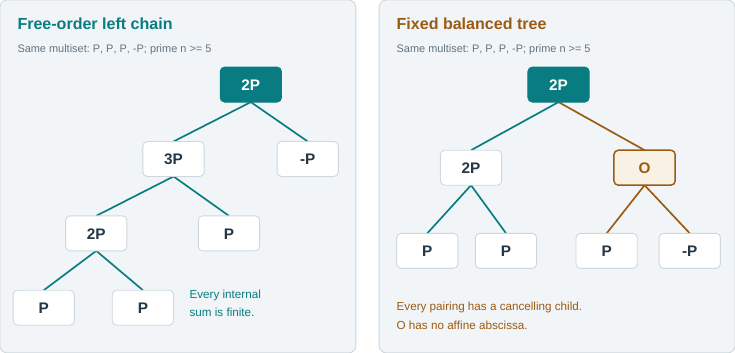 Free-order left chain
Same multiset: P, P, P, -P; prime n >= 5
2P
3P
-P
2P
P
P
P
Every internal
sum is finite.
Fixed balanced tree
Same multiset: P, P, P, -P; prime n >= 5
2P
2P
O
P
P
P
-P
Every pairing has a cancelling child.
O has no affine abscissa.